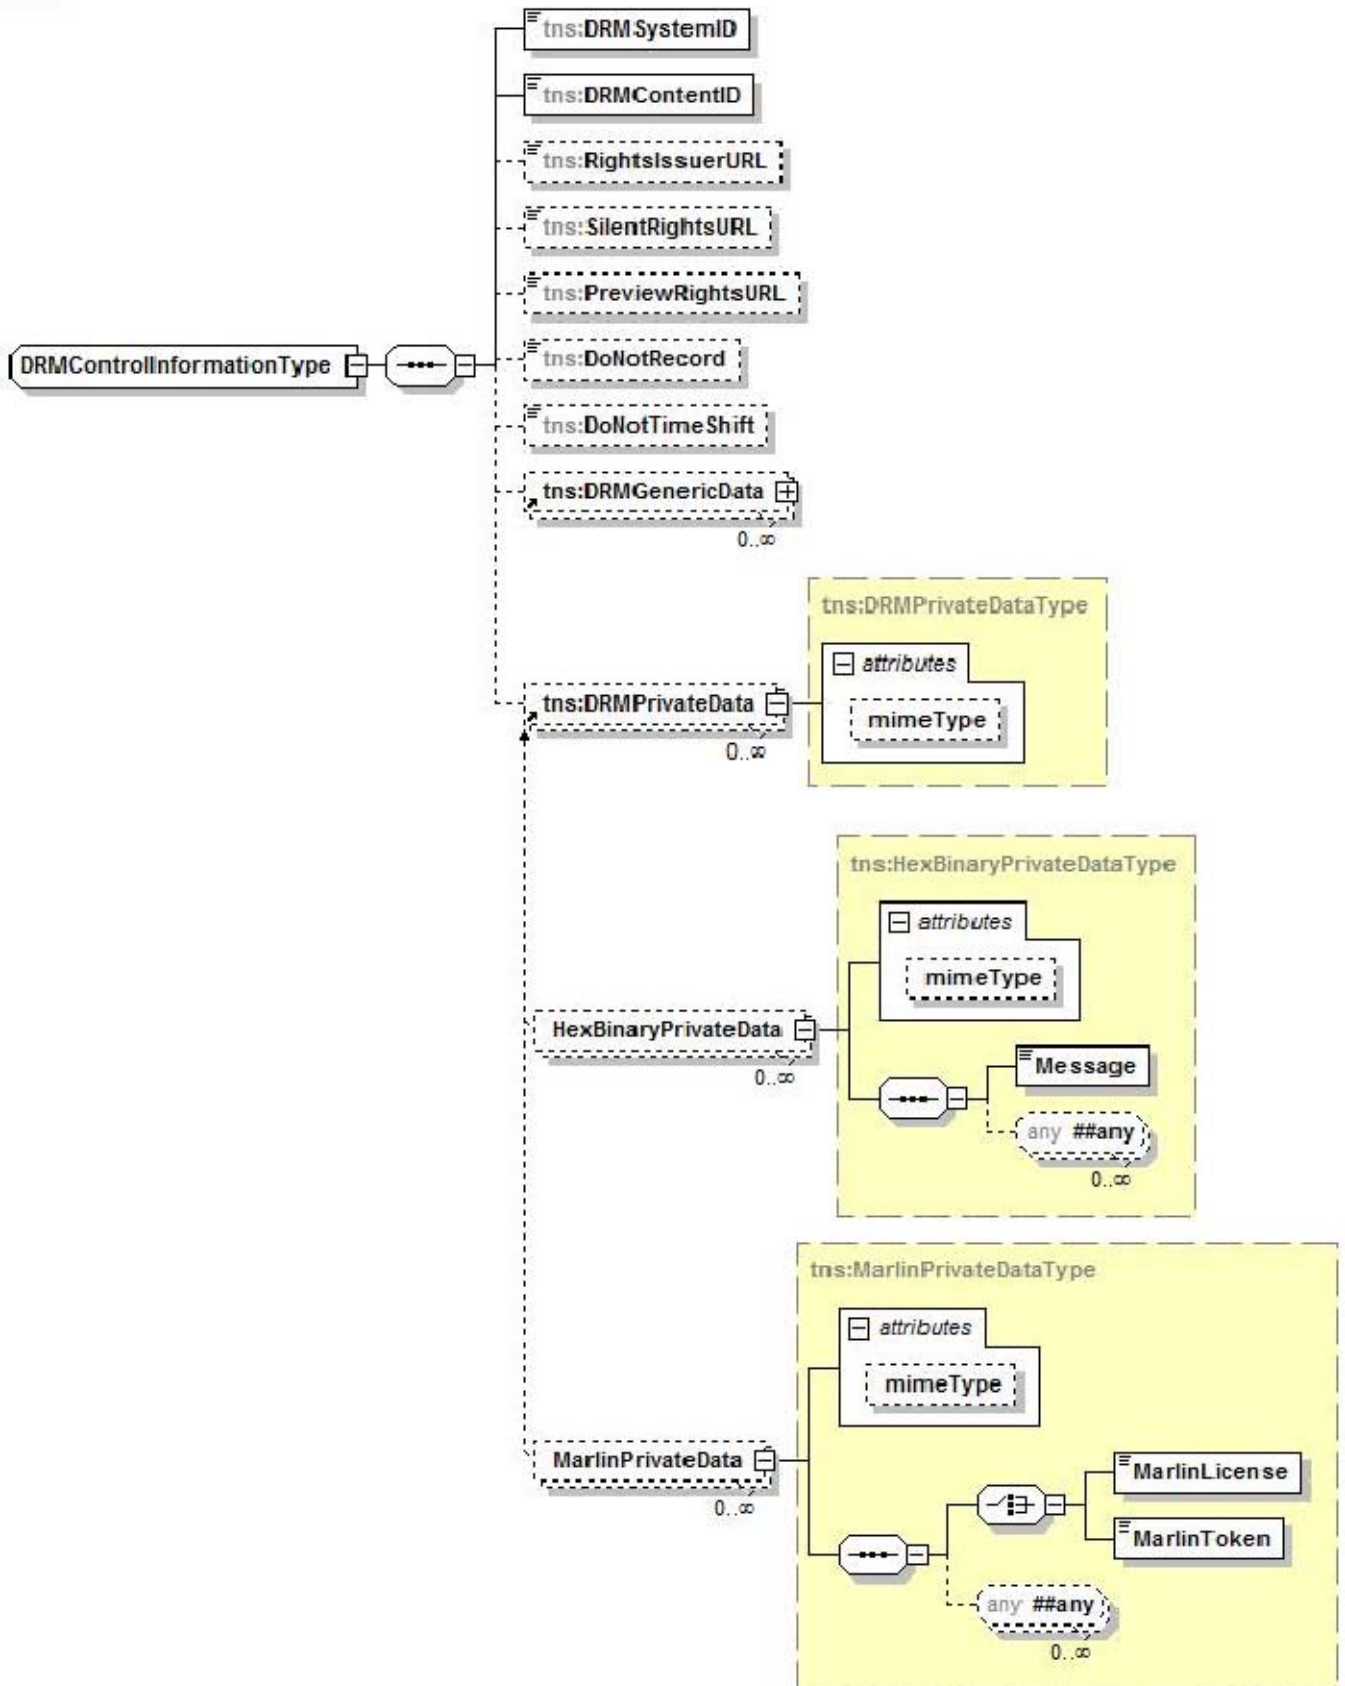 tns:DRMSystemID
tns:DRMContentID
tns:RightsIssuerURL
tns:SilentRightsURL
tns:PreviewRightsURL
DRMControlInformationType
tns:DoNotRecord
tns:DoNotTimeShift
tns:DRMGenericData
0..∞
tns:DRMPrivateDataType
attributes
tns:DRMPrivateData
mimeType
0..∞
tns:HexBinaryPrivateDataType
attributes
mimeType
HexBinaryPrivateData
0..∞
Message
any ##any
0..∞
tns:MarlinPrivateDataType
attributes
mimeType
MarlinPrivateData
0..∞
MarlinLicense
MarlinToken
any ##any
0..∞